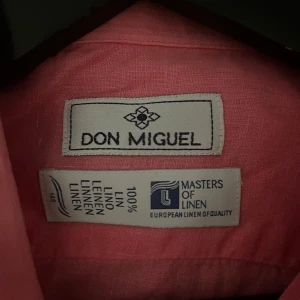 DON MIGUEL
100%
LIN
LINO
LEINEN
LINNEN
LINEN
MASTERS
OF
LINEN
EUROPEAN LINEN OF QUALITY